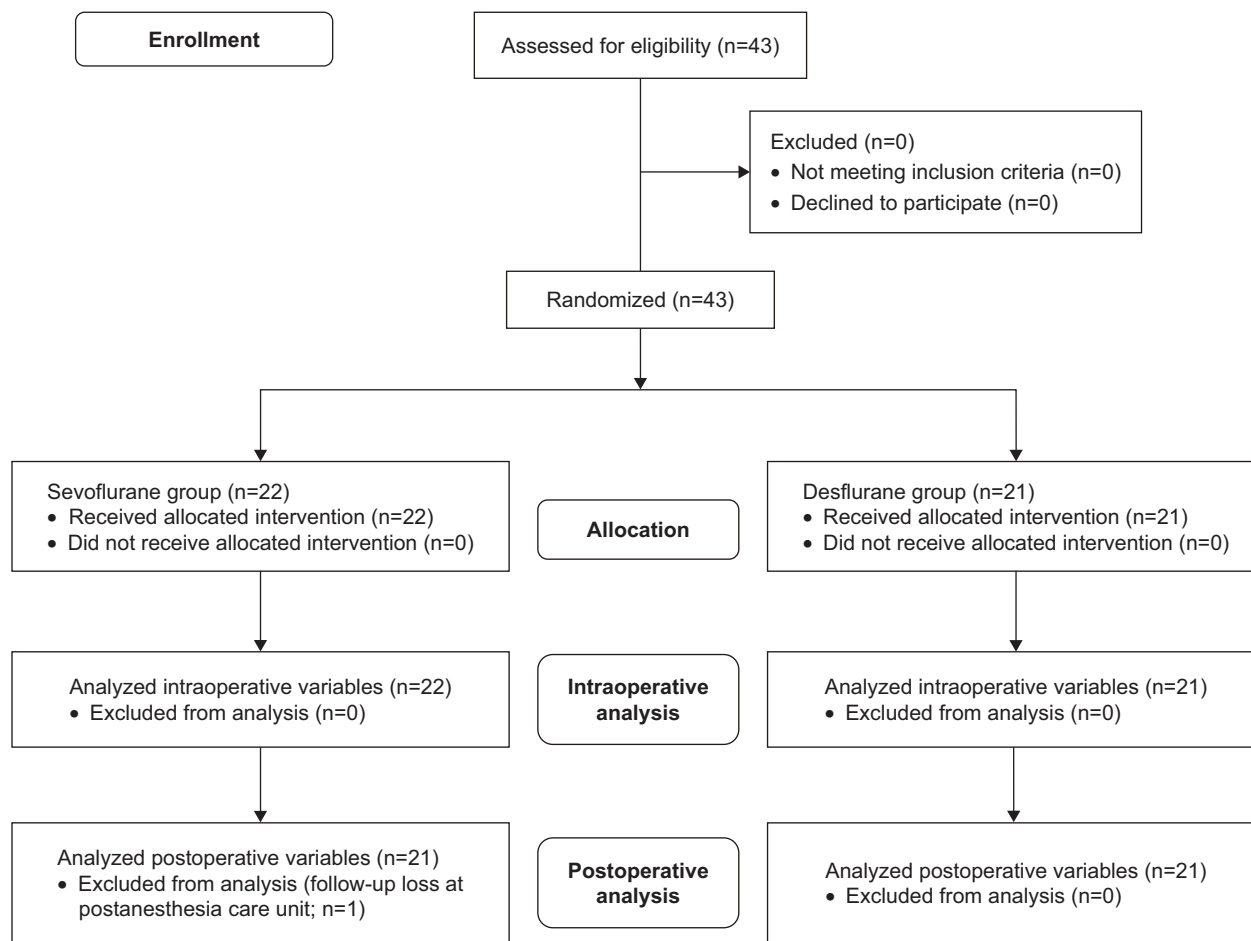 Enrollment
Assessed for eligibility (n=43)
Excluded (n=0)
• Not meeting inclusion criteria (n=0)
• Declined to participate (n=0)
Randomized (n=43)
Sevoflurane group (n=22)
• Received allocated intervention (n=22)
• Did not receive allocated intervention (n=0)
Allocation
Desflurane group (n=21)
• Received allocated intervention (n=21)
• Did not receive allocated intervention (n=0)
Analyzed intraoperative variables (n=22)
• Excluded from analysis (n=0)
Intraoperative
analysis
Analyzed intraoperative variables (n=21)
• Excluded from analysis (n=0)
Analyzed postoperative variables (n=21)
• Excluded from analysis (follow-up loss at
postanesthesia care unit; n=1)
Postoperative
analysis
Analyzed postoperative variables (n=21)
• Excluded from analysis (n=0)